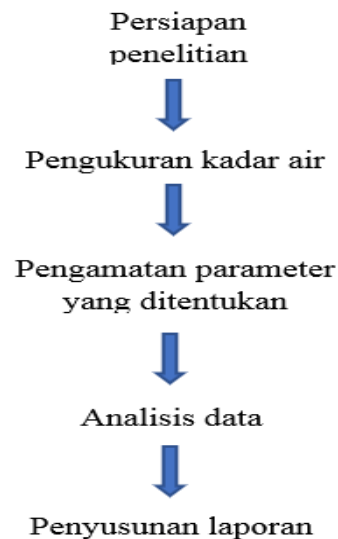 Persiapan
penelitian
Pengukuran kadar air
Pengamatan parameter
yang ditentukan
Analisis data
Penyusunan laporan